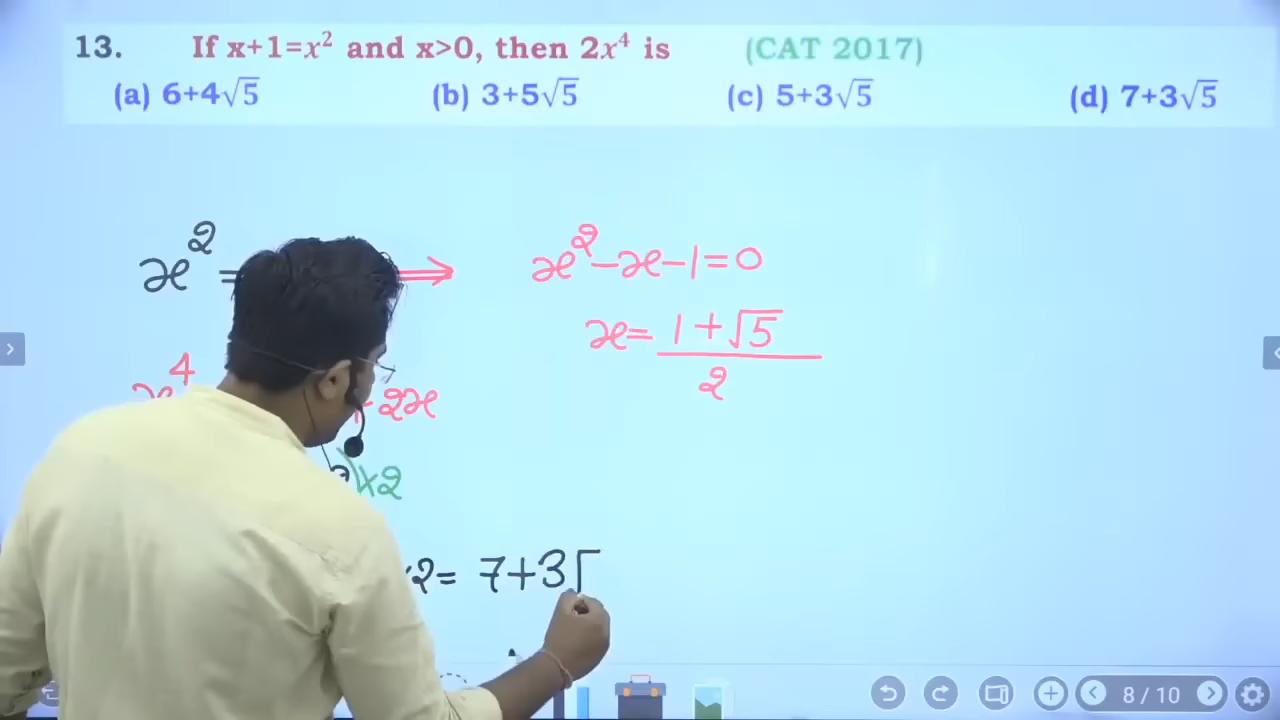 13. If x+1=x² and x>0, then 2x⁴ is (CAT 2017)
(a) 6+4√5 (b) 3+5√5 (c) 5+3√5 (d) 7+3√5
x² = ⇒ x²-x-1=0
x= 1+√5
2
x⁴ + 2x
)×2
×2= 7+3√
8 / 10